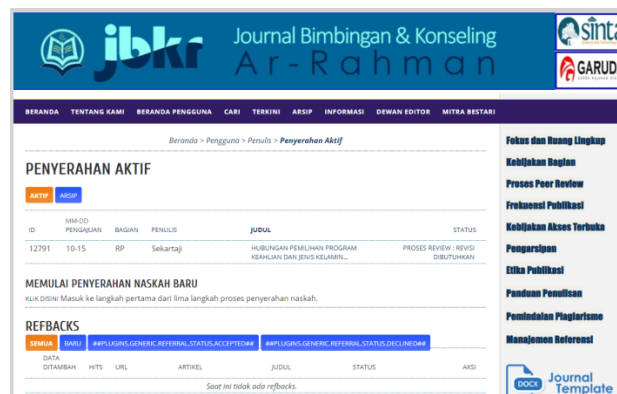 jbkr
Journal Bimbingan & Konseling
Ar-Rahman
sinta
GARUD
BERANDA TENTANG KAMI BERANDA PENGGUNA CARI TERKINI ARSIP INFORMASI DEWAN EDITOR MITRA BESTARI
Beranda > Pengguna > Penulis > Penyerahan Aktif
PENYERAHAN AKTIF
AKTIF ARSIP
MM-DD
ID PENGAJUAN BAGIAN PENULIS JUDUL STATUS
12791 10-15 RP Sekartaji HUBUNGAN PEMILIHAN PROGRAM PROSES REVIEW : REVISI
KEAHLIAN DAN JENIS KELAMIN... DIBUTUHKAN
MEMULAI PENYERAHAN NASKAH BARU
KLIK DISINI Masuk ke langkah pertama dari lima langkah proses penyerahan naskah.
REFBACKS
SEMUA BARU ##PLUGINS.GENERIC.REFERRAL.STATUS.ACCEPTED## ##PLUGINS.GENERIC.REFERRAL.STATUS.DECLINED##
DATA
DITAMBAH HITS URL ARTIKEL JUDUL STATUS AKSI
Saat ini tidak ada refbacks.
Fokus dan Ruang Lingkup
Kebijakan Bagian
Proses Peer Review
Frekuensi Publikasi
Kebijakan Akses Terbuka
Pengarsipan
Etika Publikasi
Panduan Penulisan
Pemindaian Plagiarisme
Manajemen Referensi
DOCX Journal
Template